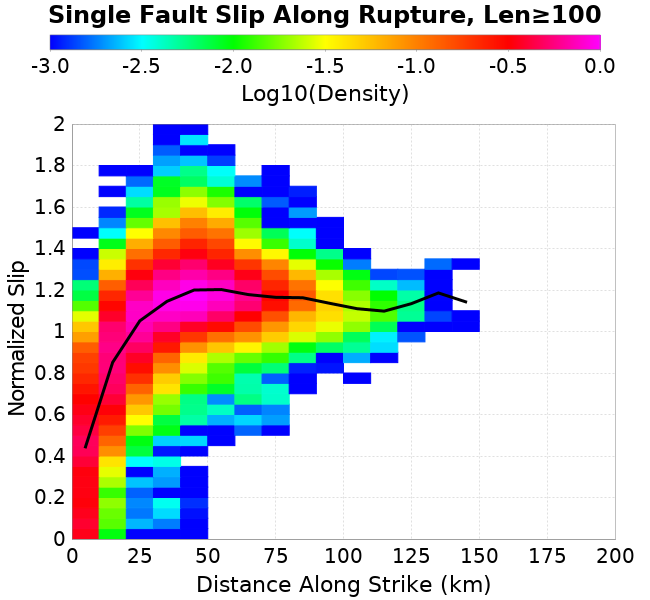 Single Fault Slip Along Rupture, Len≥100
-3.0 -2.5 -2.0 -1.5 -1.0 -0.5 0.0
Log10(Density)
2
1.8
1.6
1.4
1.2
1
0.8
0.6
0.4
0.2
0
Normalized Slip
0 25 50 75 100 125 150 175 200
Distance Along Strike (km)